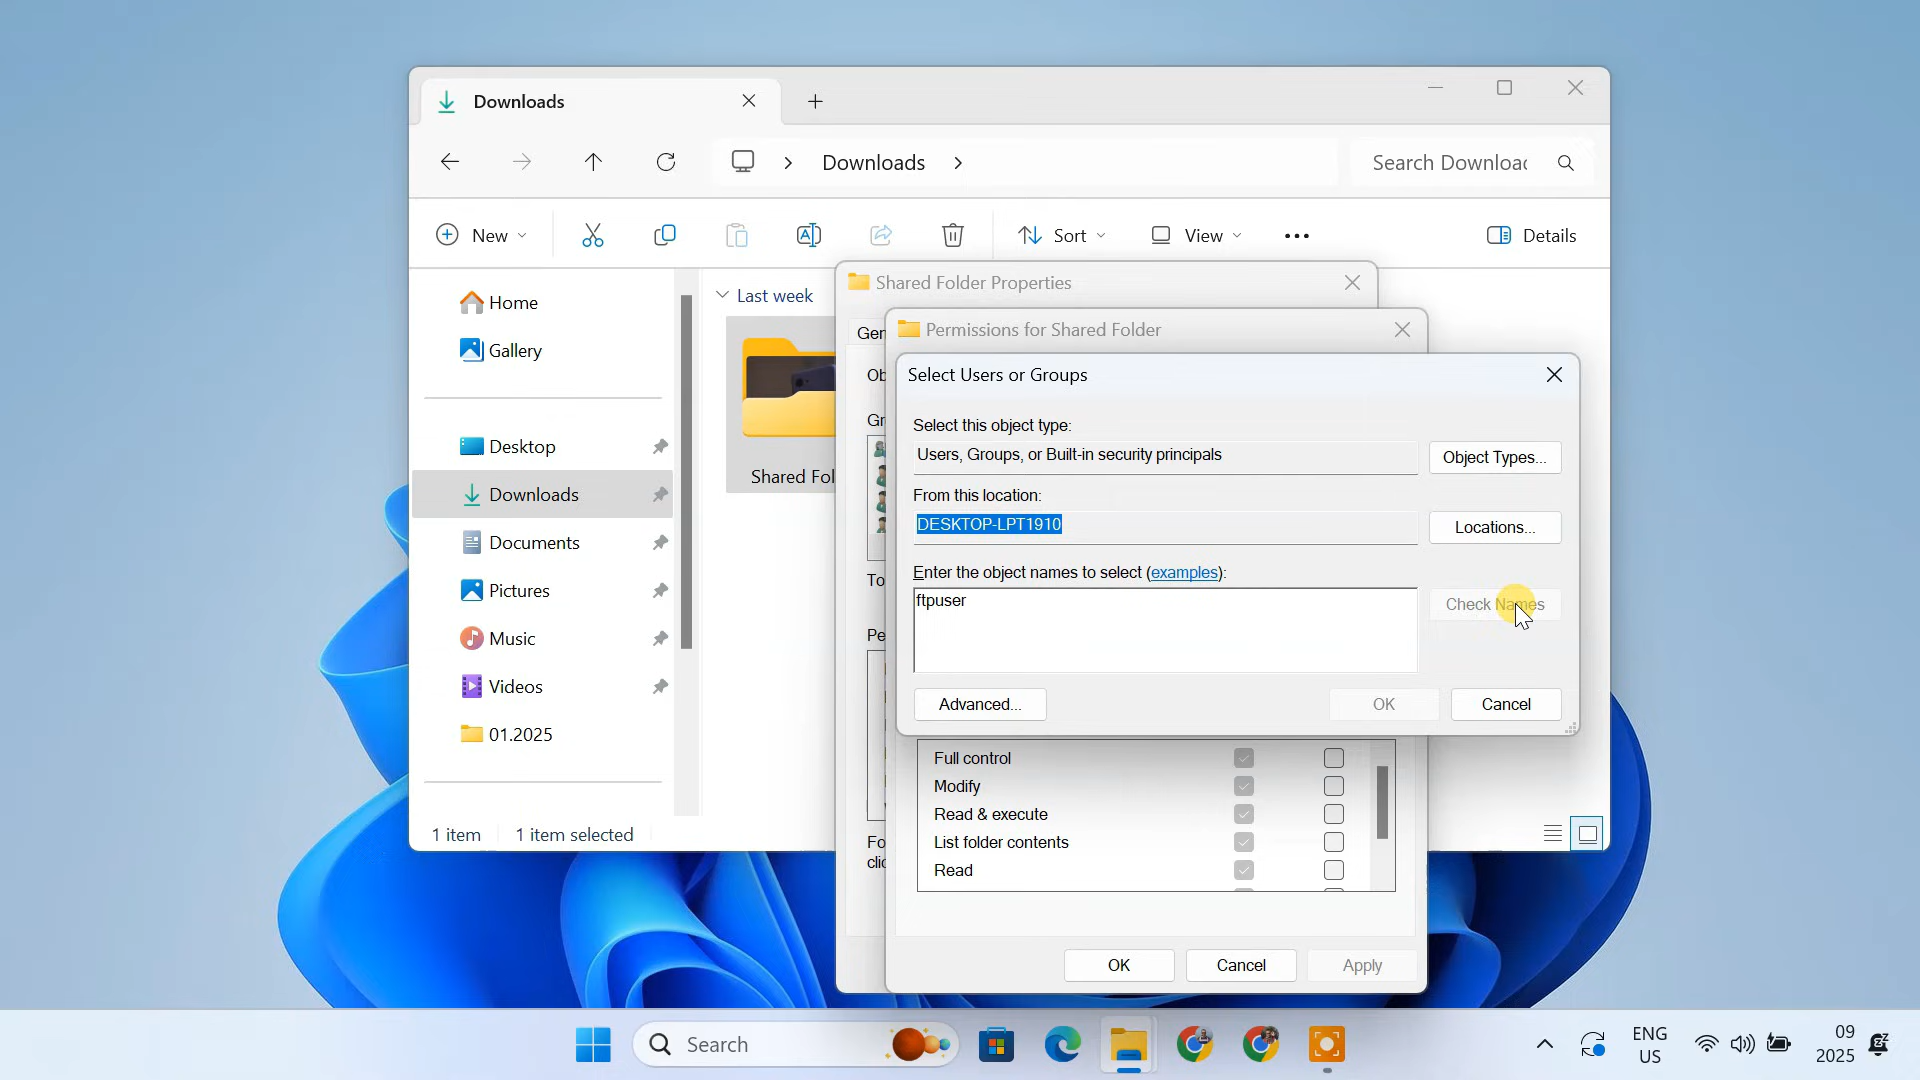 Downloads
Downloads
Search Downloac
New
Sort
View
Details
Home
Gallery
Desktop
Downloads
Documents
Pictures
Music
Videos
01.2025
1 item
1 item selected
Last week
Shared Fol
Shared Folder Properties
Gen
Ob
Gr
To
Pe
Fo
clic
Permissions for Shared Folder
Select Users or Groups
Select this object type:
Users, Groups, or Built-in security principals
Object Types...
From this location:
DESKTOP-LPT1910
Locations...
Enter the object names to select (examples):
ftpuser
Check Names
Advanced...
OK
Cancel
Full control
Modify
Read & execute
List folder contents
Read
OK
Cancel
Apply
Search
ENG
US
09
2025